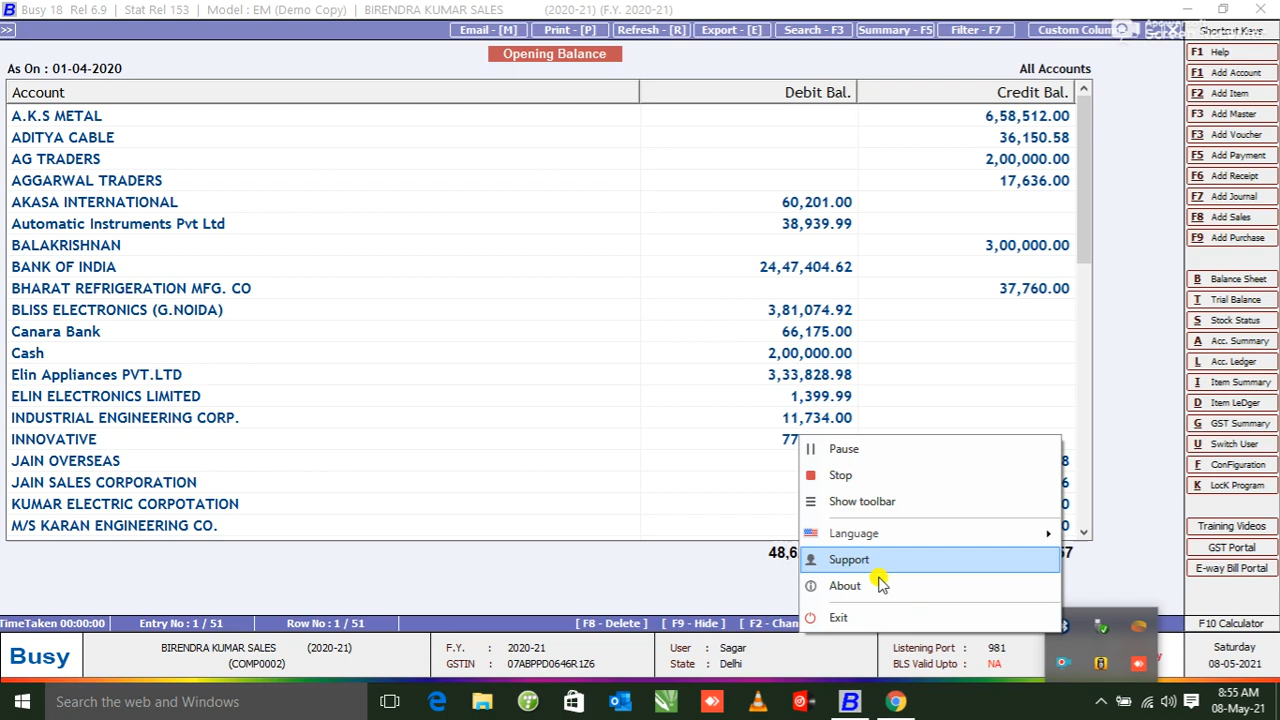 Busy 18 Rel 6.9 | Stat Rel 153 | Model : EM (Demo Copy) | BIRENDRA KUMAR SALES (2020-21) (F.Y. 2020-21)
>> Email - [M] Print - [P] Refresh - [R] Export - [E] Search - F3 Summary - F5 Filter - F7 Custom Shortcut Keys
Opening Balance
As On : 01-04-2020 All Accounts
Account Debit Bal. Credit Bal.
A.K.S METAL 6,58,512.00
ADITYA CABLE 36,150.58
AG TRADERS 2,00,000.00
AGGARWAL TRADERS 17,636.00
AKASA INTERNATIONAL 60,201.00
Automatic Instruments Pvt Ltd 38,939.99
BALAKRISHNAN 3,00,000.00
BANK OF INDIA 24,47,404.62
BHARAT REFRIGERATION MFG. CO 37,760.00
BLISS ELECTRONICS (G.NOIDA) 3,81,074.92
Canara Bank 66,175.00
Cash 2,00,000.00
Elin Appliances PVT.LTD 3,33,828.98
ELIN ELECTRONICS LIMITED 1,399.99
INDUSTRIAL ENGINEERING CORP. 11,734.00
INNOVATIVE 77
JAIN OVERSEAS 8
JAIN SALES CORPORATION 6
KUMAR ELECTRIC CORPOTATION 0
M/S KARAN ENGINEERING CO. 0
48,6 57
Pause
Stop
Show toolbar
Language
Support
About
Exit
F1 Help
F1 Add Account
F2 Add Item
F3 Add Master
F3 Add Voucher
F5 Add Payment
F6 Add Receipt
F7 Add Journal
F8 Add Sales
F9 Add Purchase
B Balance Sheet
T Trial Balance
S Stock Status
A Acc. Summary
L Acc. Ledger
I Item Summary
D Item LeDger
G GST Summary
U Switch User
F ConFiguration
K LocK Program
Training Videos
GST Portal
E-way Bill Portal
F10 Calculator
TimeTaken 00:00:00 Entry No : 1 / 51 Row No : 1 / 51 [ F8 - Delete ] [ F9 - Hide ] [ F2 - Chan
Busy
BIRENDRA KUMAR SALES (2020-21)
(COMP0002)
F.Y. : 2020-21
GSTIN : 07ABPPD0646R1Z6
User : Sagar
State : Delhi
Listening Port : 981
BLS Valid Upto : NA
Saturday
08-05-2021
Search the web and Windows
8:55 AM
08-May-21